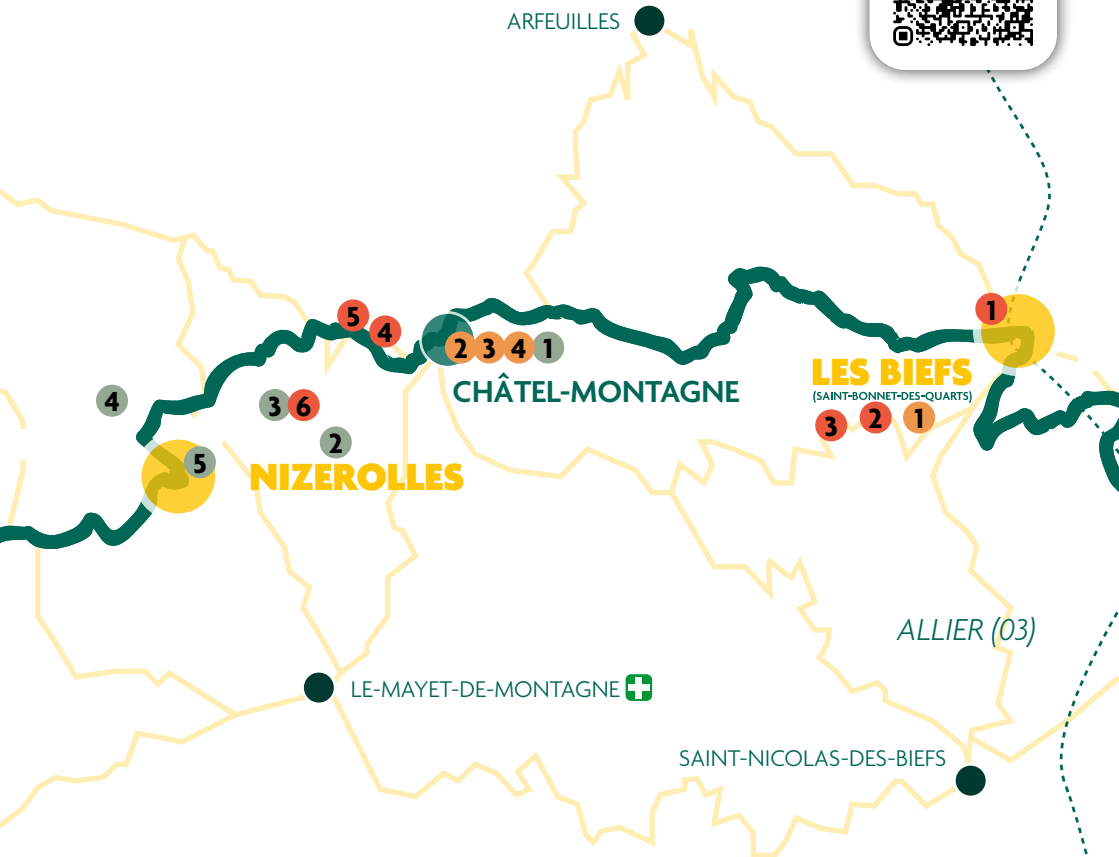 ARFEUILLES
1
5
4
2 3 4 1
LES BIEFS
(SAINT-BONNET-DES-QUARTS)
CHÂTEL-MONTAGNE
4
3 6
3 2 1
2
5
NIZEROLLES
ALLIER (03)
LE-MAYET-DE-MONTAGNE
SAINT-NICOLAS-DES-BIEFS